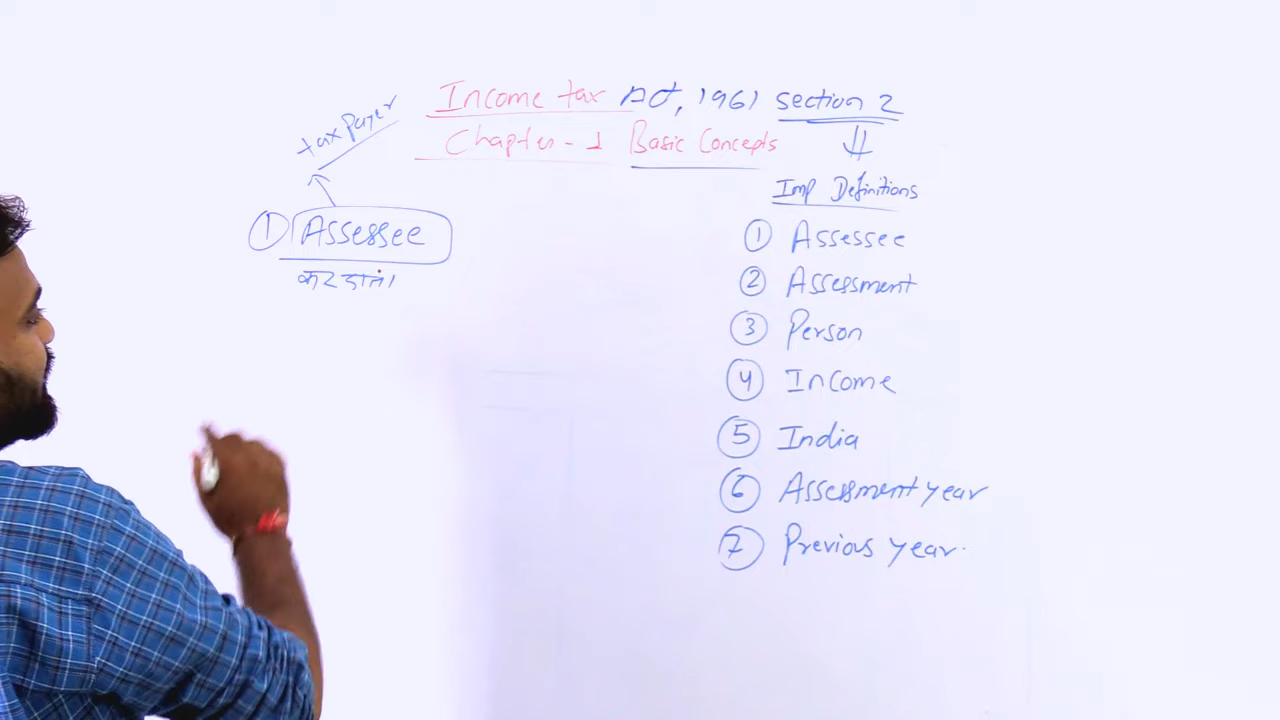 Income tax Act, 1961 section 2
Chapter - 1 Basic Concepts
tax payer
① Assessee
करदाता
Imp Definitions
① Assessee
② Assessment
③ Person
④ Income
⑤ India
⑥ Assessment year
⑦ Previous year.